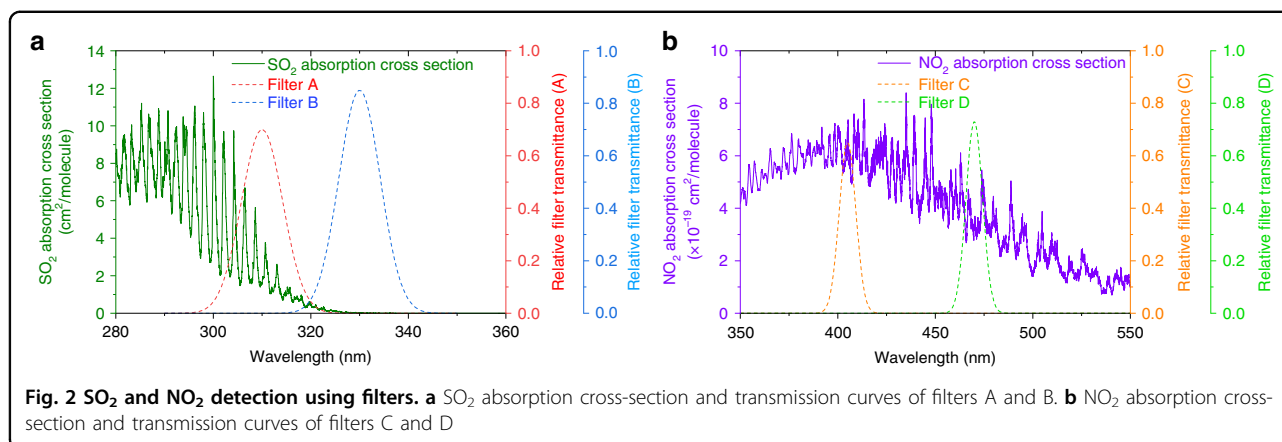 a
SO₂ absorption cross section
(cm²/molecule)
14
12
10
8
6
4
2
0
280 300 320 340 360
Wavelength (nm)
SO₂ absorption cross section
Filter A
Filter B
1.0
0.8
0.6
0.4
0.2
0.0
Relative filter transmittance (A)
1.0
0.8
0.6
0.4
0.2
0.0
Relative filter transmittance (B)
b
NO₂ absorption cross section
(×10⁻¹⁹ cm²/molecule)
10
8
6
4
2
0
350 400 450 500 550
Wavelength (nm)
NO₂ absorption cross section
Filter C
Filter D
1.0
0.8
0.6
0.4
0.2
0.0
Relative filter transmittance (C)
1.0
0.8
0.6
0.4
0.2
0.0
Relative filter transmittance (D)
Fig. 2 SO₂ and NO₂ detection using filters. a SO₂ absorption cross-section and transmission curves of filters A and B. b NO₂ absorption cross-
section and transmission curves of filters C and D